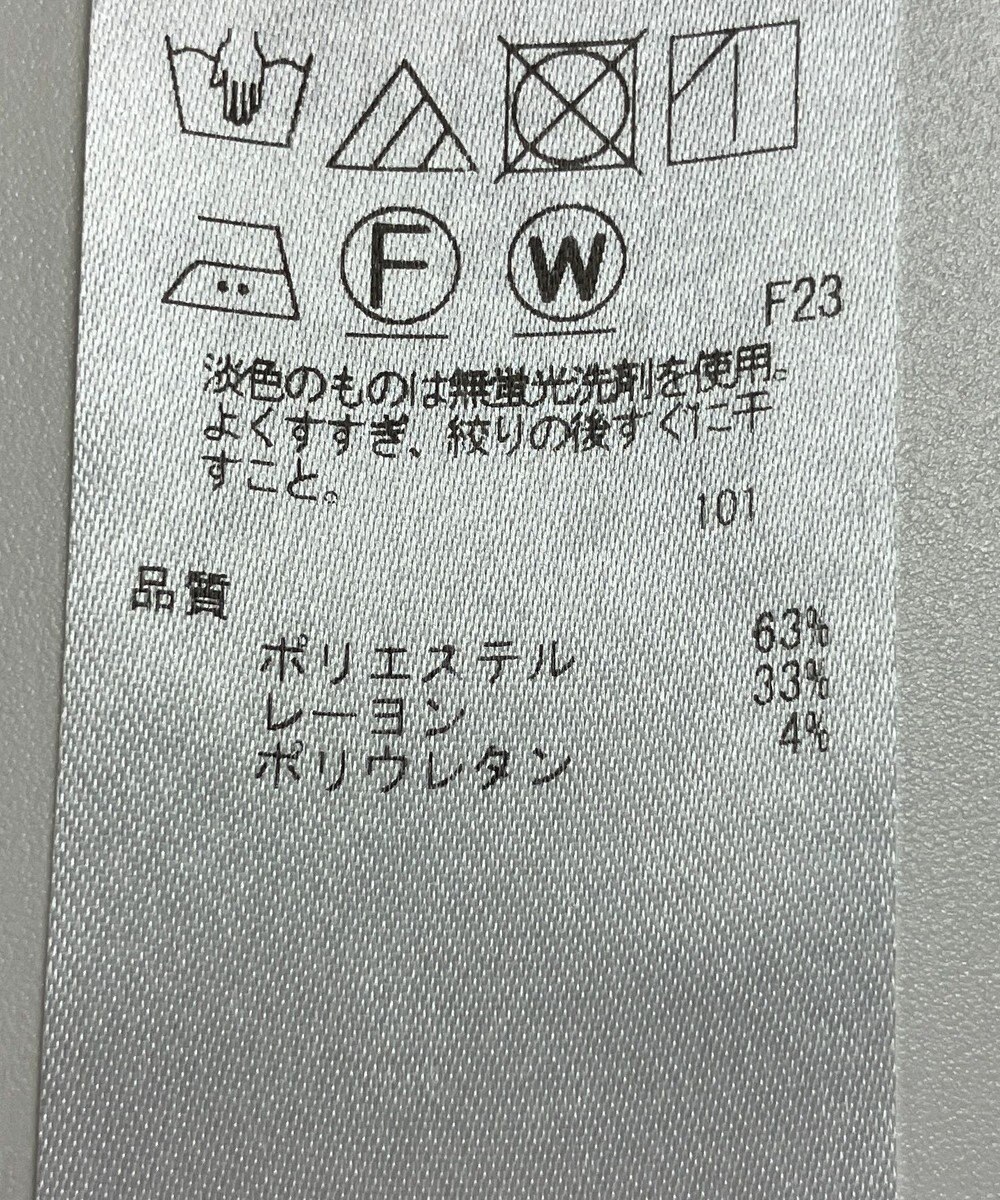 F W
F23
淡色のものは無蛍光洗剤を使用。
よくすすぎ、絞りの後すぐに干
すこと。
101
品質
ポリエステル 63%
レーヨン 33%
ポリウレタン 4%